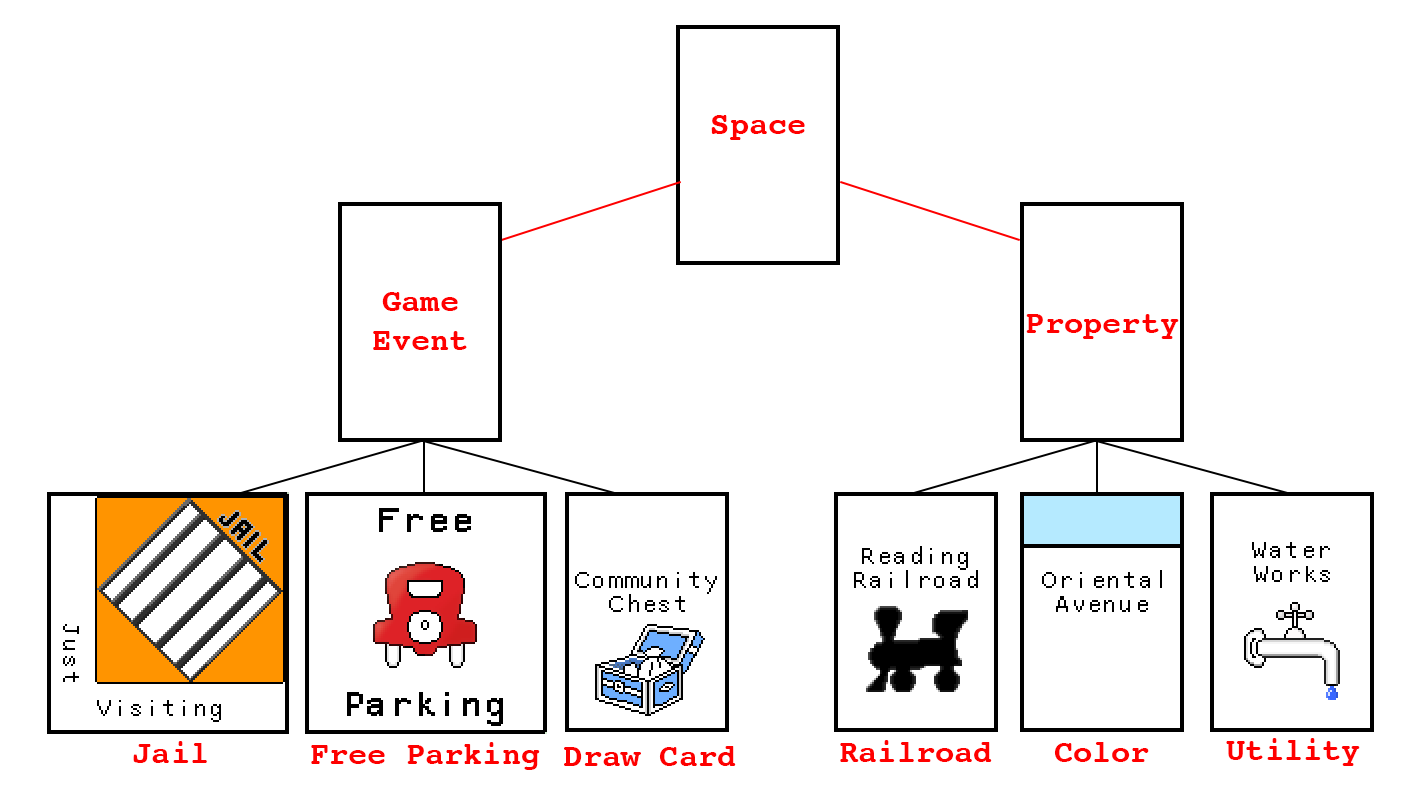 Space
Game
Event
Property
JAIL
Just
Visiting
Free
Parking
Community
Chest
Reading
Railroad
Oriental
Avenue
Water
Works
Jail
Free Parking
Draw Card
Railroad
Color
Utility